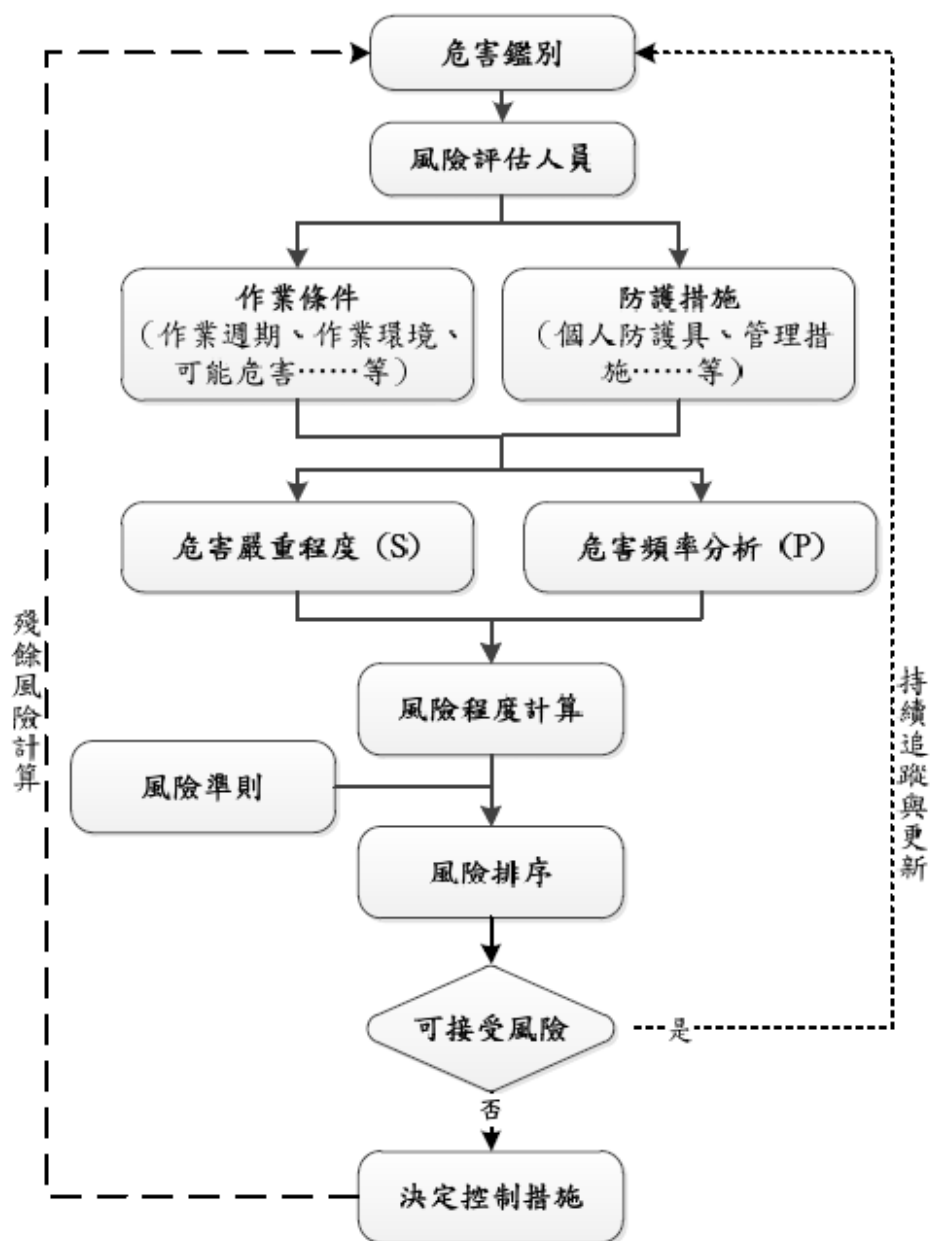 危害鑑別
風險評估人員
作業條件
（作業週期、作業環境、
可能危害……等）
防護措施
（個人防護具、管理措
施……等）
危害嚴重程度（S）
危害頻率分析（P）
殘餘風險計算
風險程度計算
持續追蹤與更新
風險準則
風險排序
可接受風險
是
否
決定控制措施